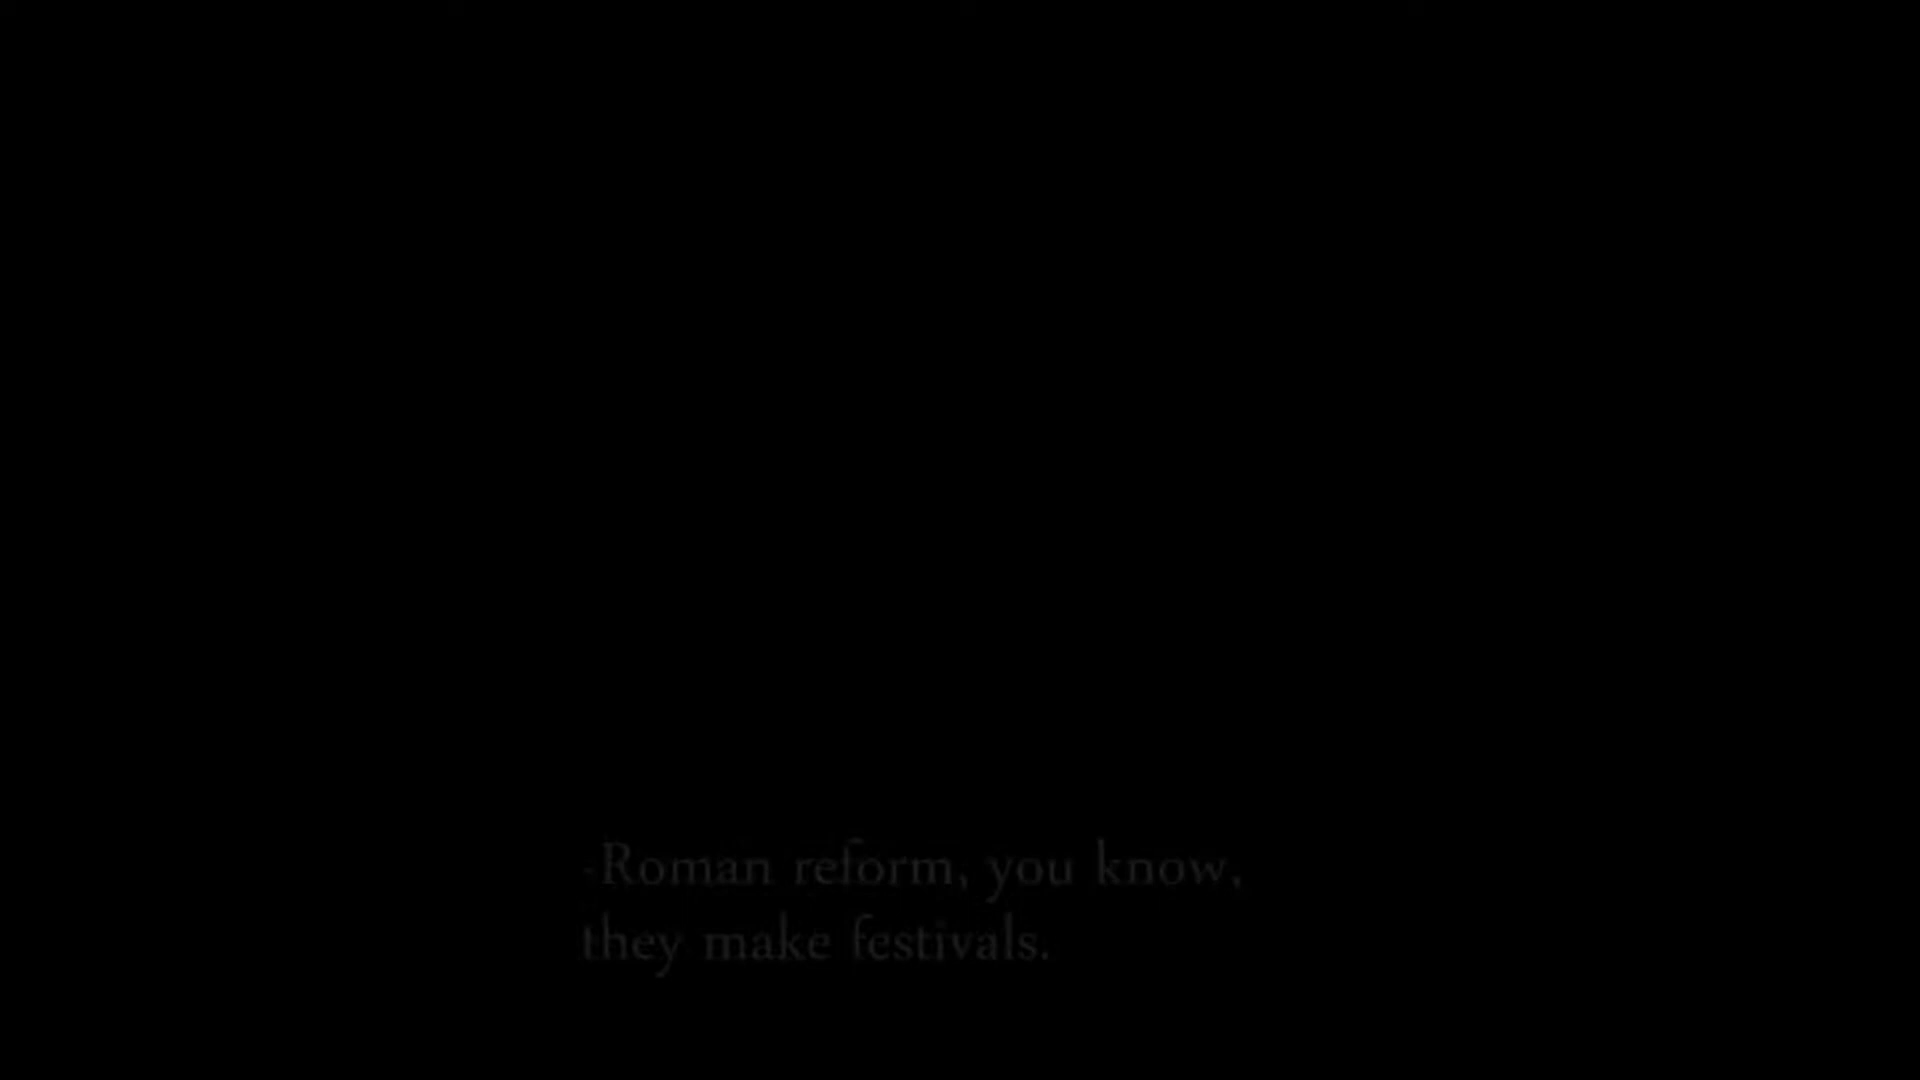 -Roman reform, you know,
they make festivals.